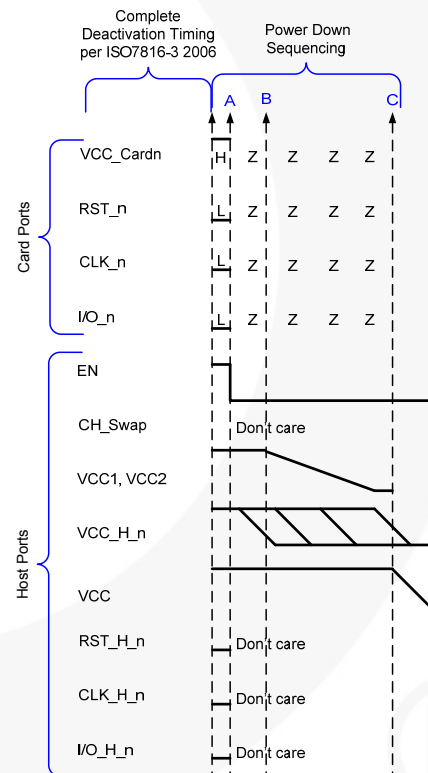 Complete
Deactivation Timing
per ISO7816-3 2006
Power Down
Sequencing
A B C
VCC_Cardn H Z Z Z Z
RST_n L Z Z Z Z
CLK_n L Z Z Z Z
I/O_n L Z Z Z Z
Card Ports
EN
CH_Swap Don't care
VCC1, VCC2
VCC_H_n
VCC
RST_H_n Don't care
CLK_H_n Don't care
I/O_H_n Don't care
Host Ports